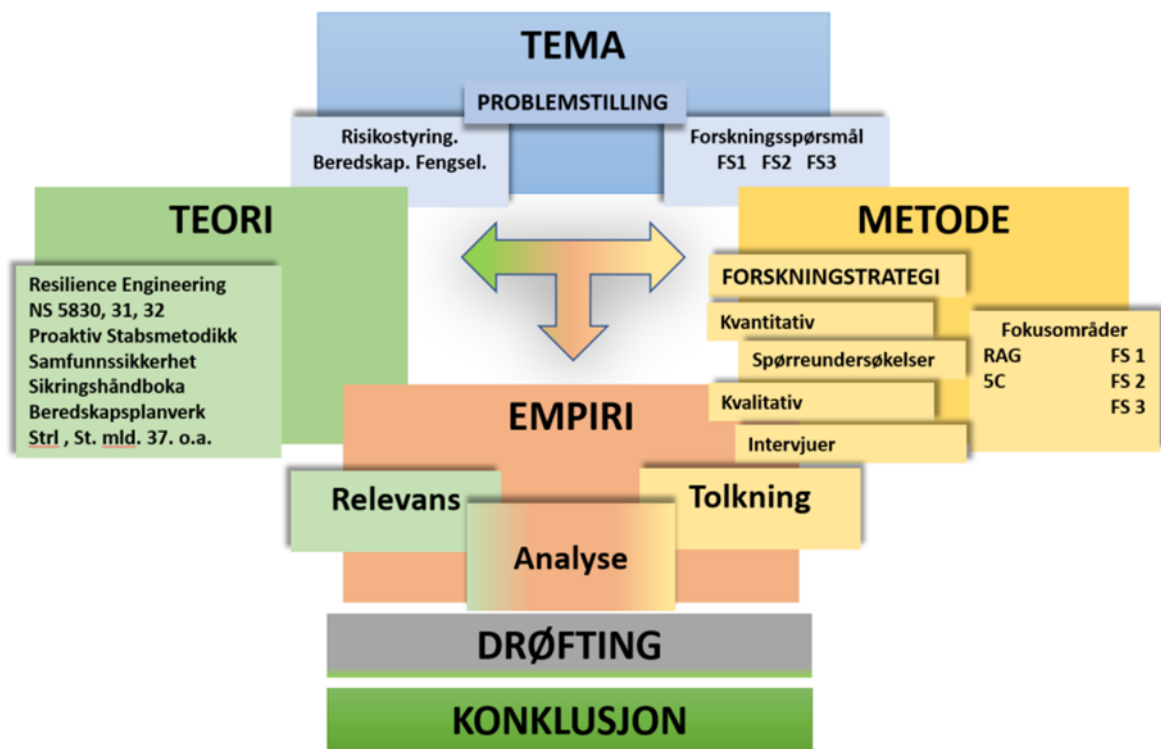 TEMA
PROBLEMSTILLING
Risikostyring.
Beredskap. Fengsel.
Forskningsspørsmål
FS1 FS2 FS3
TEORI
Resilience Engineering
NS 5830, 31, 32
Proaktiv Stabsmetodikk
Samfunnssikkerhet
Sikringshåndboka
Beredskapsplanverk
Strl , St. mld. 37. o.a.
METODE
FORSKNINGSTRATEGI
Kvantitativ
Spørreundersøkelser
Kvalitativ
Intervjuer
Fokusområder
RAG FS 1
5C FS 2
FS 3
EMPIRI
Relevans
Tolkning
Analyse
DRØFTING
KONKLUSJON